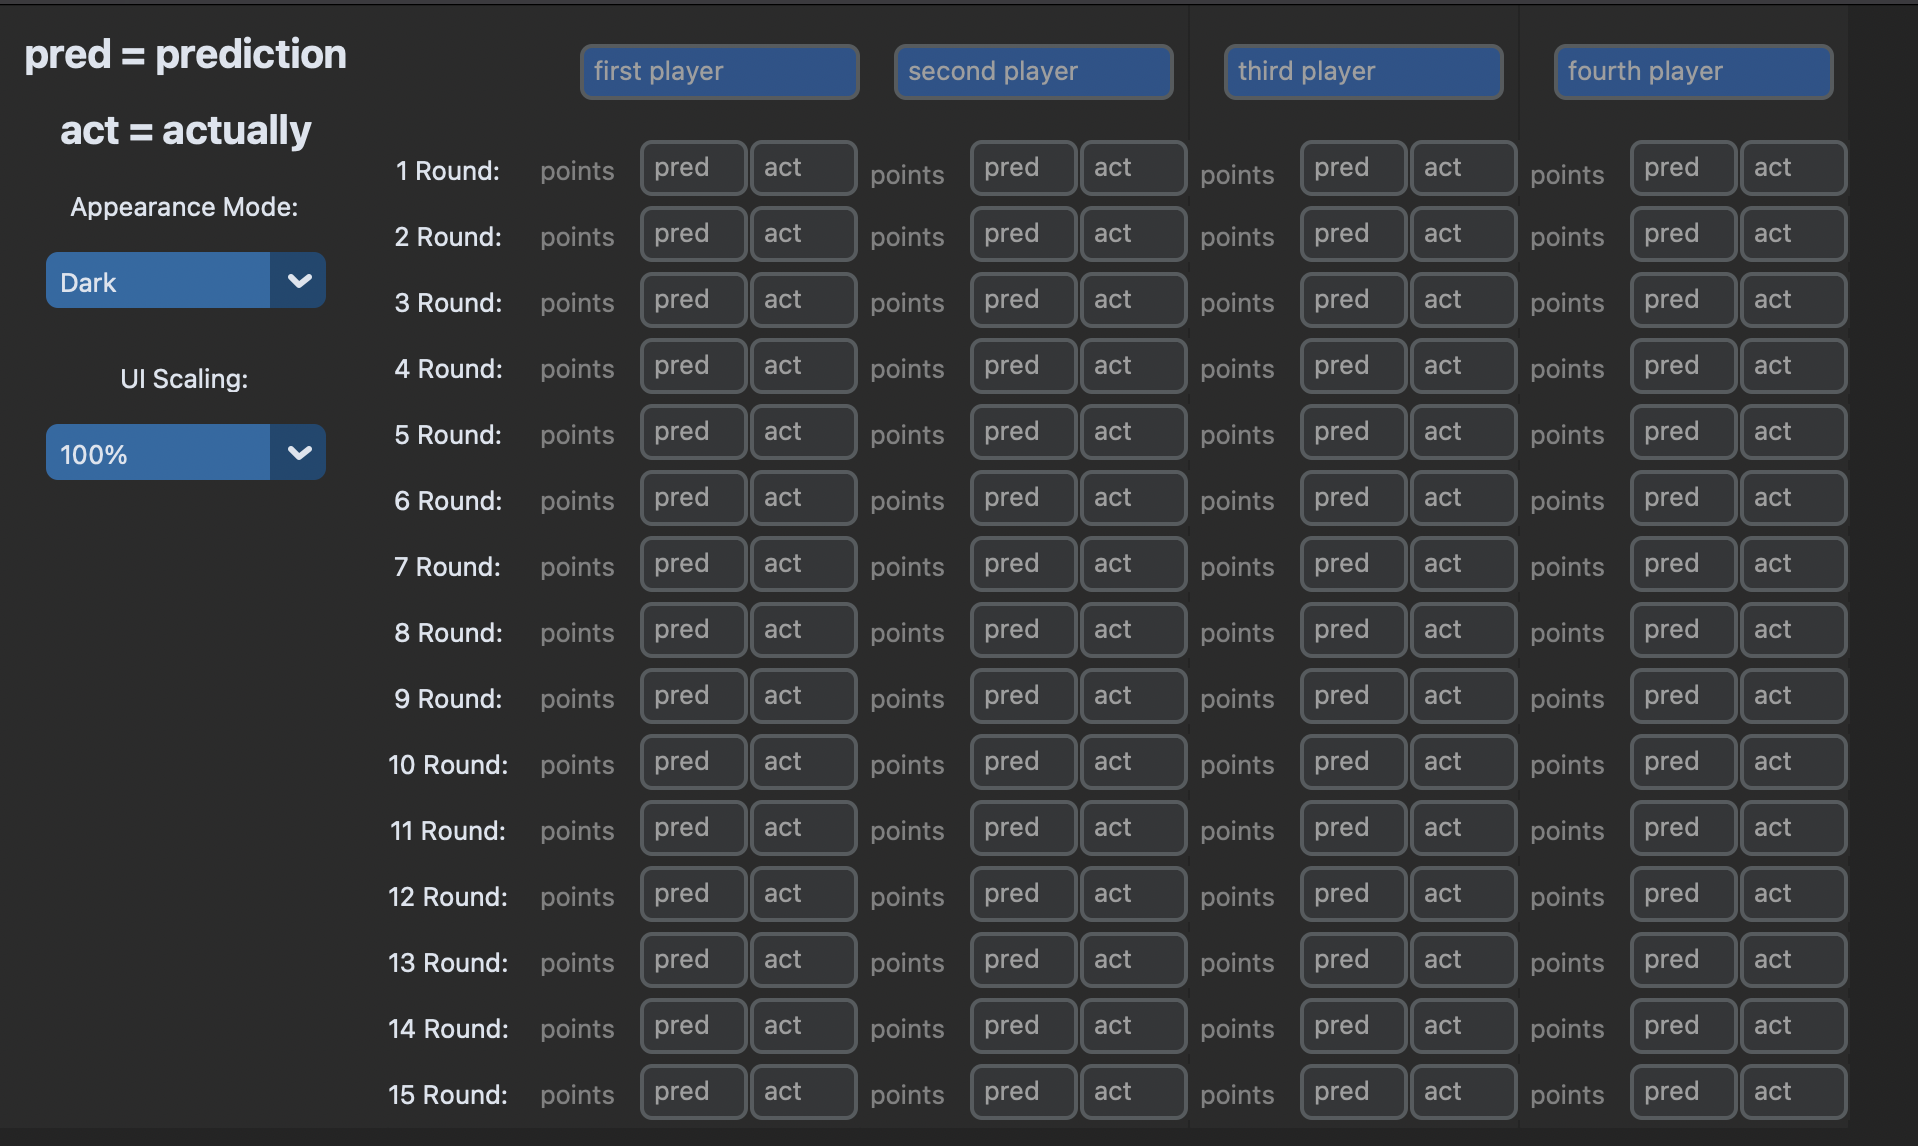 pred = prediction
act = actually
Appearance Mode:
Dark
UI Scaling:
100%
first player second player third player fourth player
1 Round: points pred act points pred act points pred act points pred act
2 Round: points pred act points pred act points pred act points pred act
3 Round: points pred act points pred act points pred act points pred act
4 Round: points pred act points pred act points pred act points pred act
5 Round: points pred act points pred act points pred act points pred act
6 Round: points pred act points pred act points pred act points pred act
7 Round: points pred act points pred act points pred act points pred act
8 Round: points pred act points pred act points pred act points pred act
9 Round: points pred act points pred act points pred act points pred act
10 Round: points pred act points pred act points pred act points pred act
11 Round: points pred act points pred act points pred act points pred act
12 Round: points pred act points pred act points pred act points pred act
13 Round: points pred act points pred act points pred act points pred act
14 Round: points pred act points pred act points pred act points pred act
15 Round: points pred act points pred act points pred act points pred act